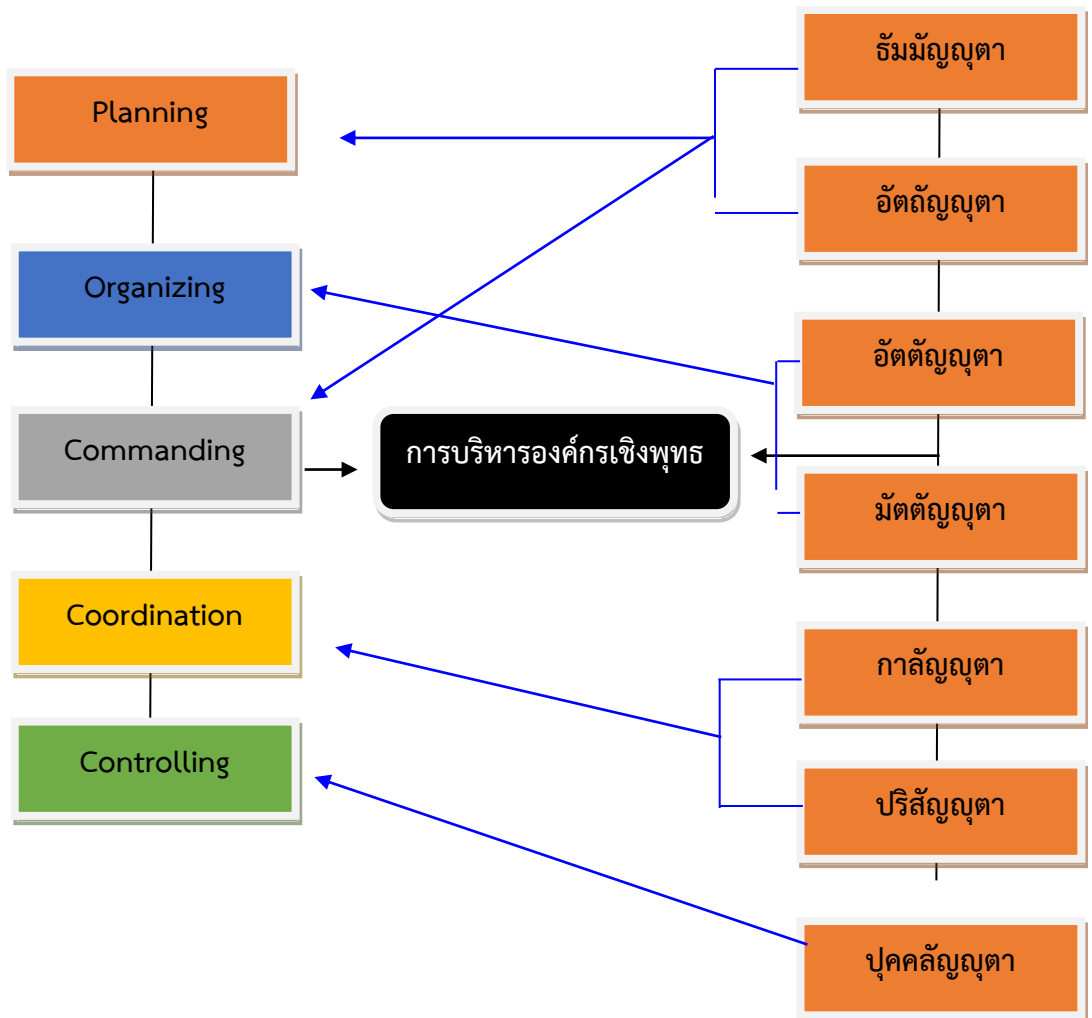 ธัมมัญญุตา
Planning
อัตถัญญุตา
Organizing
อัตตัญญุตา
Commanding
การบริหารองค์กรเชิงพุทธ
มัตตัญญุตา
Coordination
กาลัญญุตา
Controlling
ปริสัญญุตา
ปุคคลัญญุตา